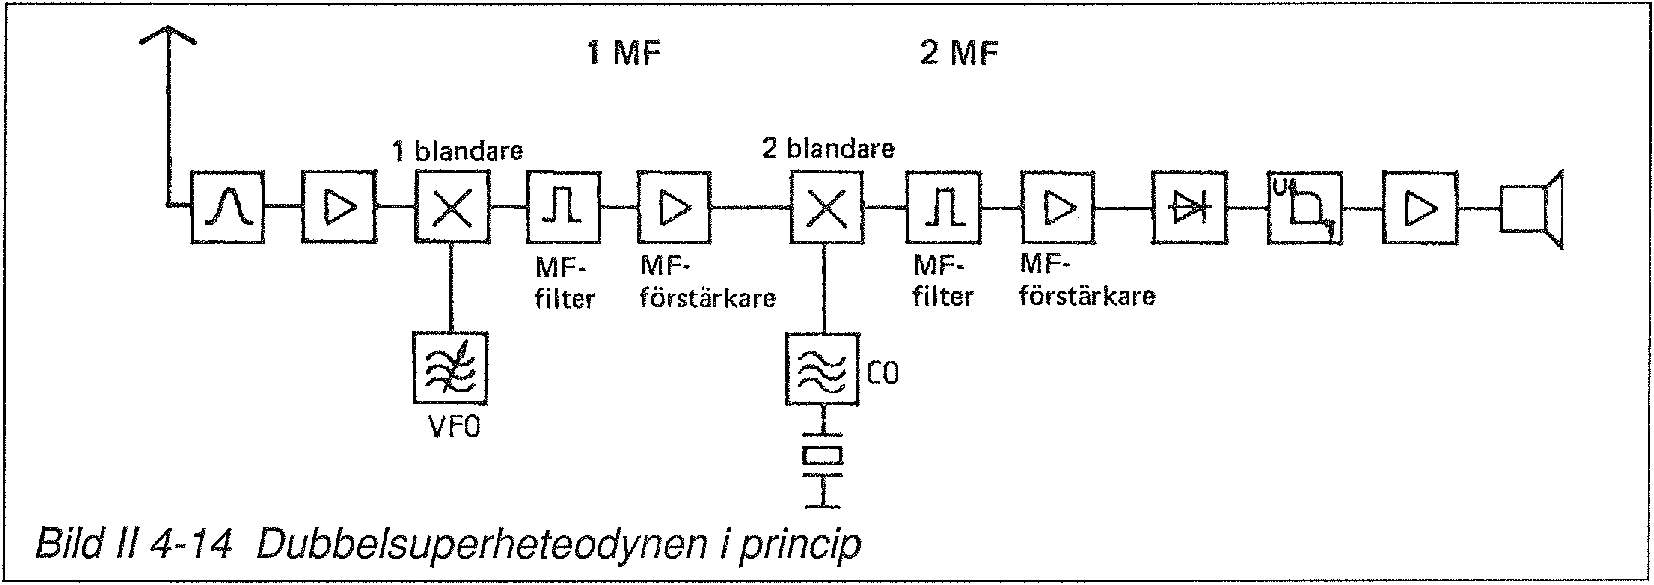 1 MF
2 MF
1 blandare
2 blandare
U
MF-
filter
MF-
förstärkare
MF-
filter
MF-
förstärkare
VFO
CO
Bild II 4-14 Dubbelsuperheteodynen i princip